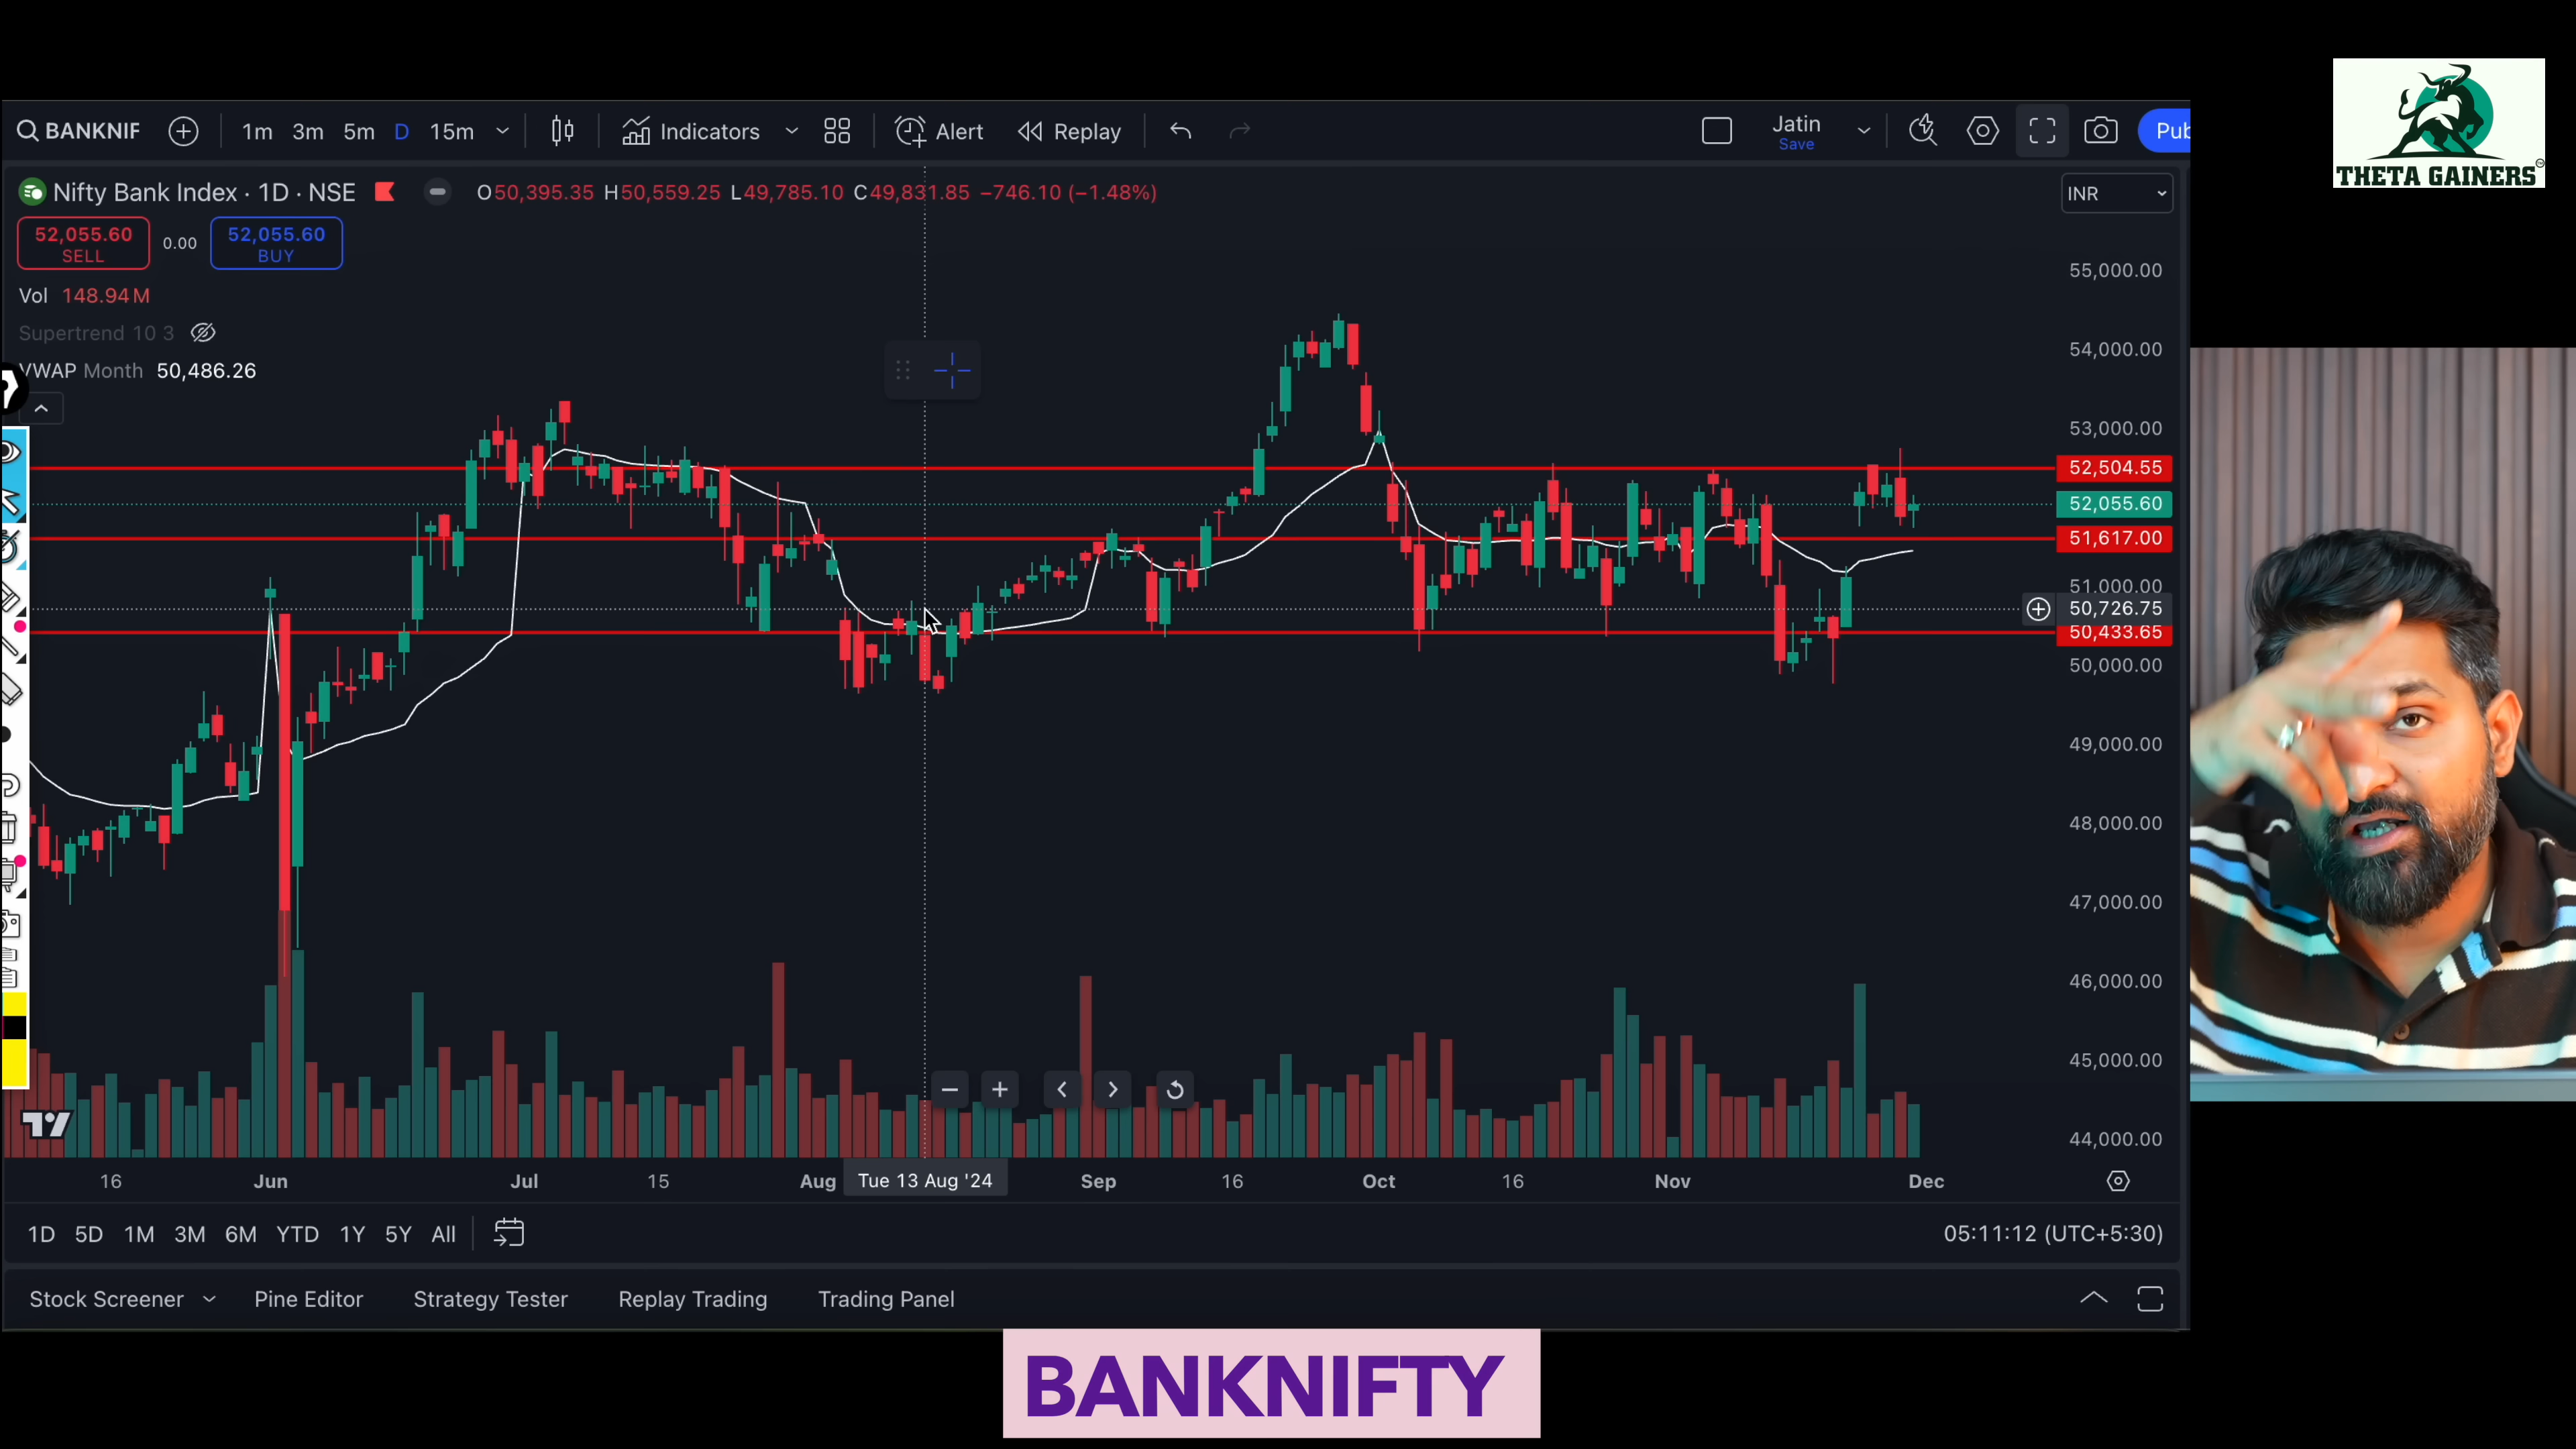 BANKNIF 1m 3m 5m D 15m Indicators Alert Replay Jatin
Save
Pub
THETA GAINERS
Nifty Bank Index · 1D · NSE O50,395.35 H50,559.25 L49,785.10 C49,831.85 −746.10 (−1.48%) INR
52,055.60 SELL 0.00 52,055.60 BUY
Vol 148.94 M
Supertrend 10 3
VWAP Month 50,486.26
55,000.00
54,000.00
53,000.00
52,504.55
52,055.60
51,617.00
51,000.00
50,726.75
50,433.65
50,000.00
49,000.00
48,000.00
47,000.00
46,000.00
45,000.00
44,000.00
16 Jun Jul 15 Aug Tue 13 Aug '24 Sep 16 Oct 16 Nov Dec
1D 5D 1M 3M 6M YTD 1Y 5Y All 05:11:12 (UTC+5:30)
Stock Screener Pine Editor Strategy Tester Replay Trading Trading Panel
BANKNIFTY